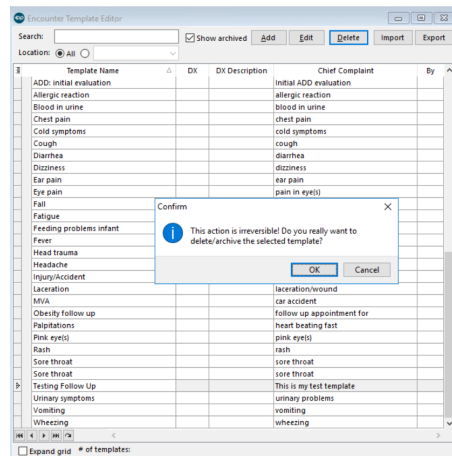 Encounter Template Editor
Search:
Show archived Add Edit Delete Import Export
Location: All
Template Name DX DX Description Chief Complaint By
ADD: initial evaluation Initial ADD evaluation
Allergic reaction allergic reaction
Blood in urine blood in urine
Chest pain chest pain
Cold symptoms cold symptoms
Cough cough
Diarrhea diarrhea
Dizziness dizziness
Ear pain ear pain
Eye pain pain in eye(s)
Fall
Fatigue
Feeding problems infant
Fever
Head trauma
Headache
Injury/Accident
Confirm
This action is irreversible! Do you really want to
delete/archive the selected template?
OK Cancel
Laceration laceration/wound
MVA car accident
Obesity follow up follow up appointment for
Palpitations heart beating fast
Pink eye(s) pink eye(s)
Rash rash
Sore throat sore throat
Sore throat sore throat
Testing Follow Up This is my test template
Urinary symptoms urinary problems
Vomiting vomiting
Wheezing wheezing
Expand grid # of templates: